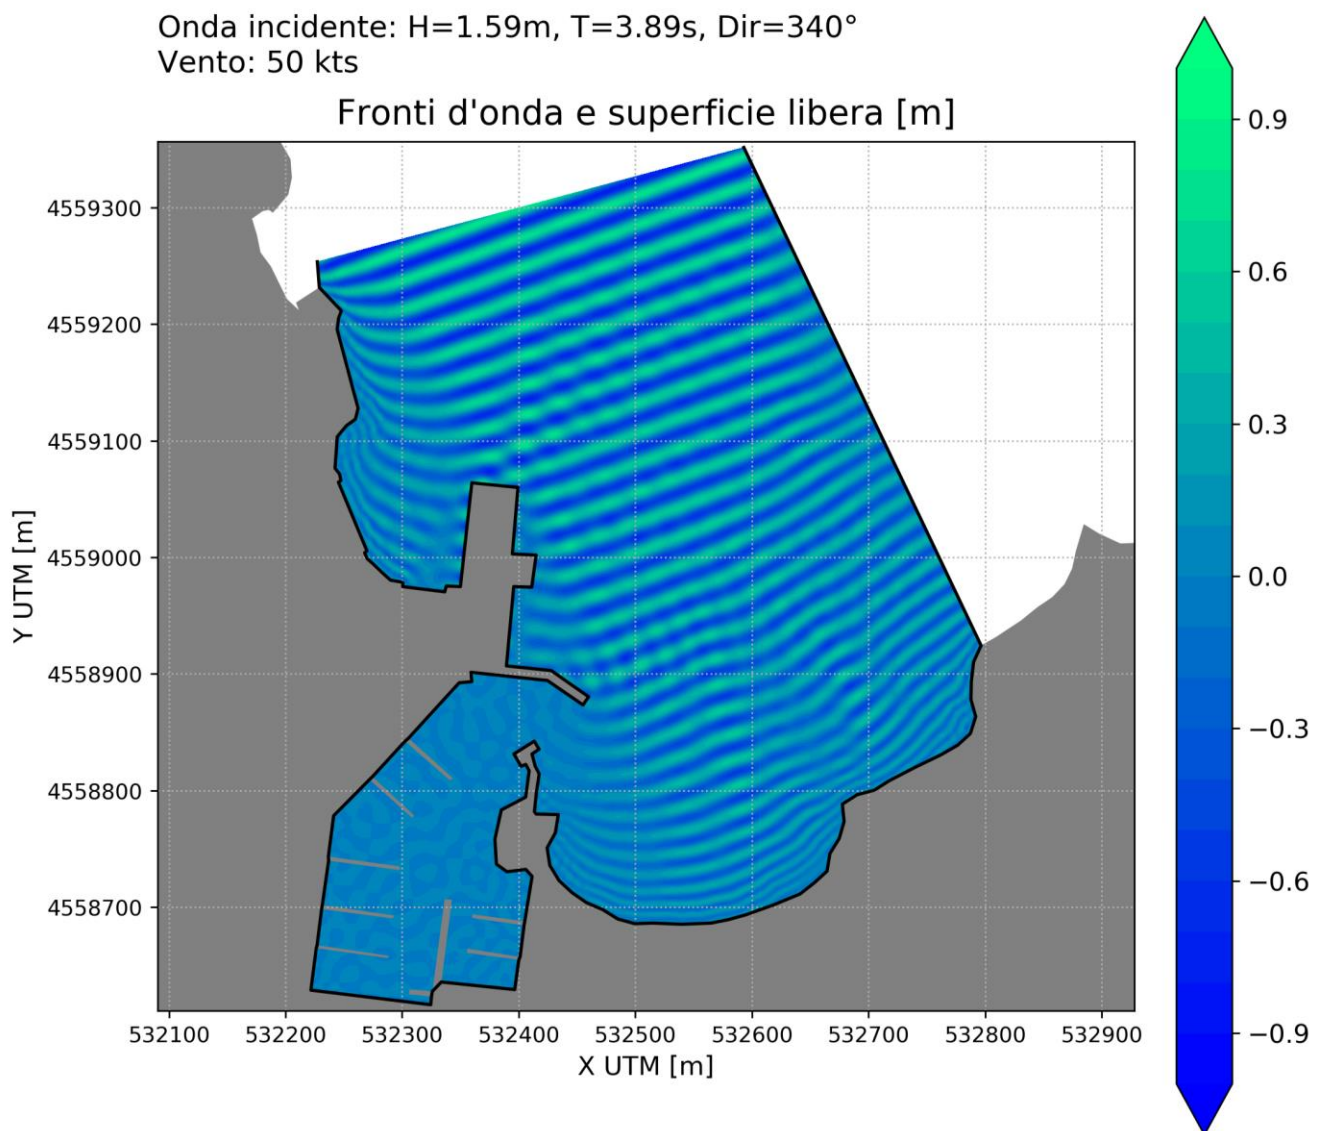 Onda incidente: H=1.59m, T=3.89s, Dir=340°
Vento: 50 kts
Fronti d'onda e superficie libera [m]
4559300
4559200
4559100
4559000
4558900
4558800
4558700
Y UTM [m]
532100 532200 532300 532400 532500 532600 532700 532800 532900
X UTM [m]
0.9
0.6
0.3
0.0
−0.3
−0.6
−0.9